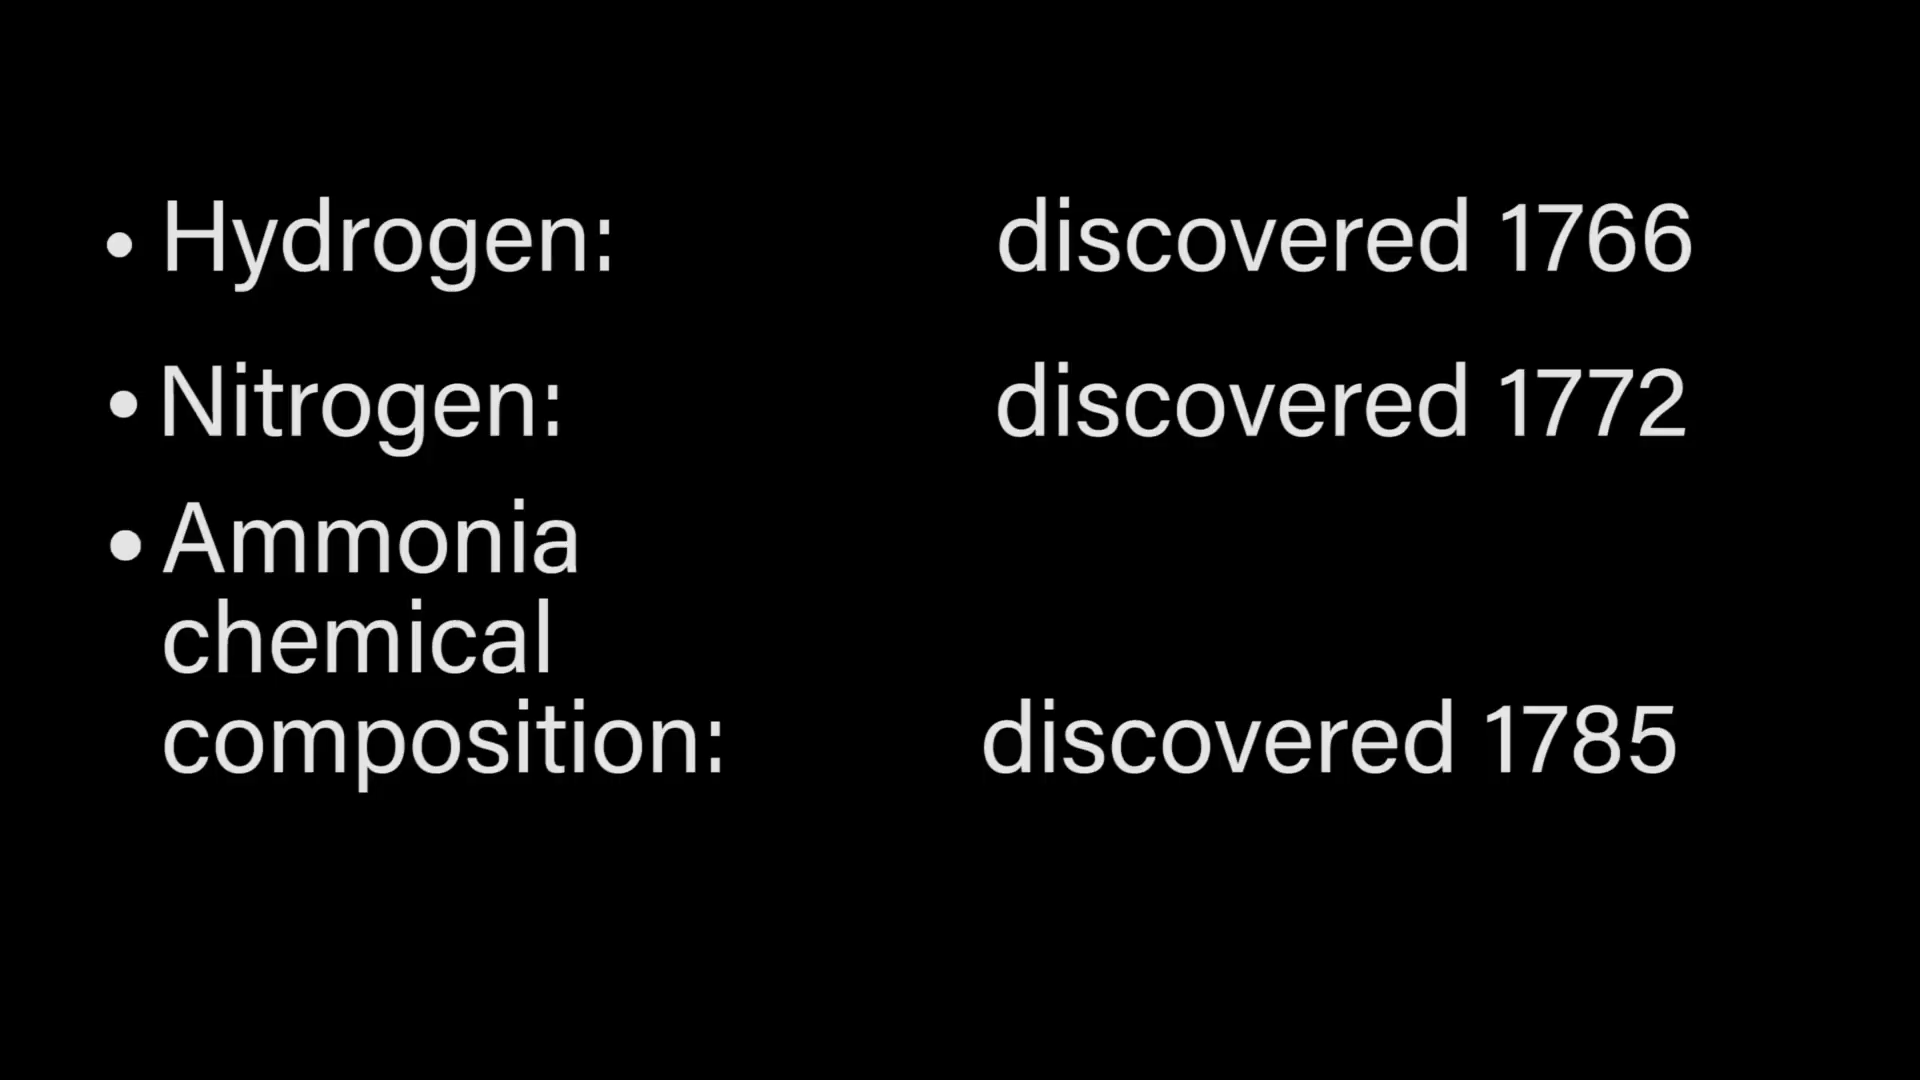 • Hydrogen: discovered 1766
• Nitrogen: discovered 1772
• Ammonia
chemical
composition: discovered 1785